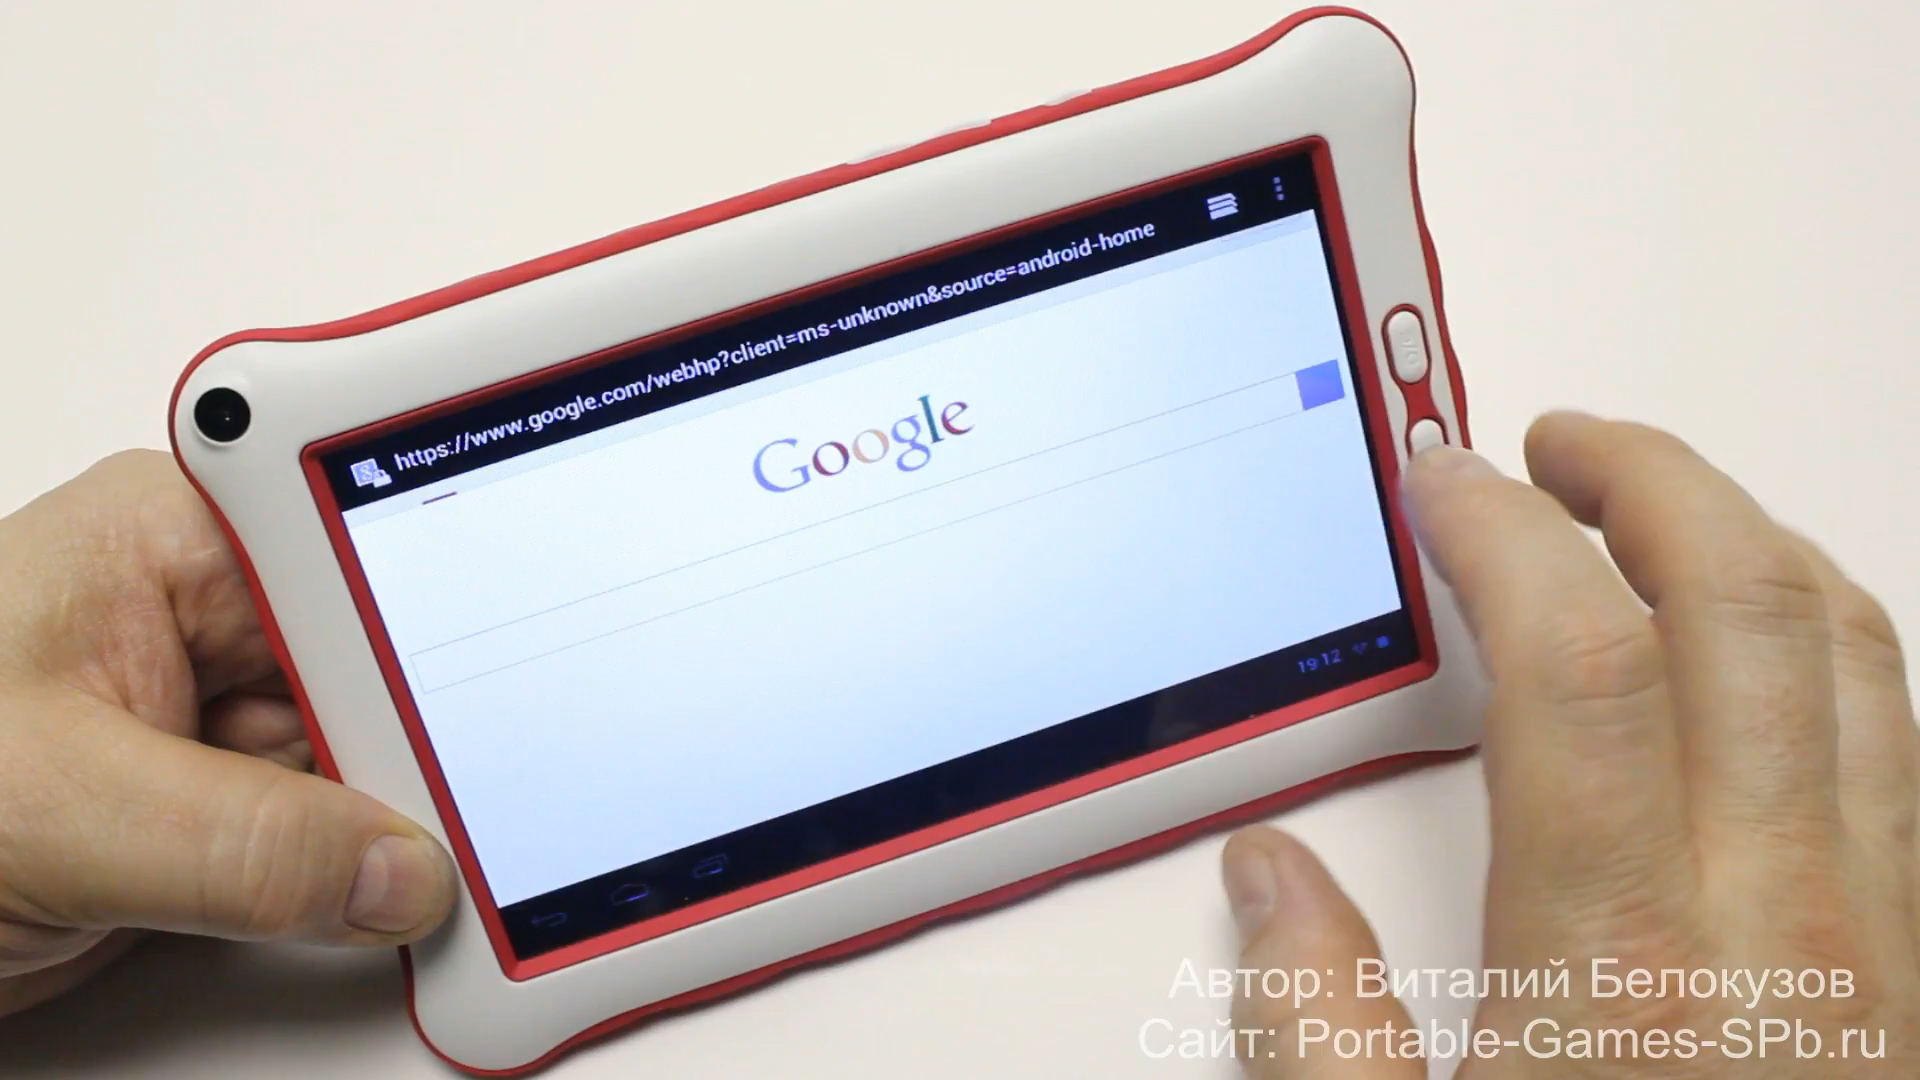 https://www.google.com/webhp?client=ms-unknown&source=android-home
Google
19:12
Автор: Виталий Белокузов
Сайт: Portable-Games-SPb.ru